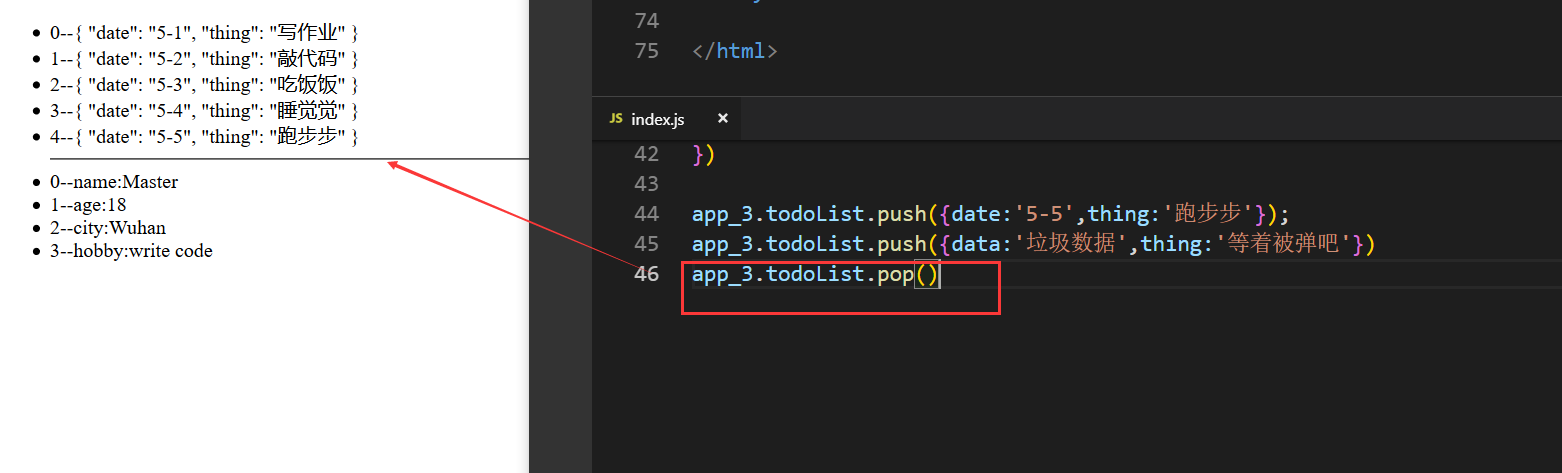 0--{ "date": "5-1", "thing": "写作业" }
1--{ "date": "5-2", "thing": "敲代码" }
2--{ "date": "5-3", "thing": "吃饭饭" }
3--{ "date": "5-4", "thing": "睡觉觉" }
4--{ "date": "5-5", "thing": "跑步步" }
0--name:Master
1--age:18
2--city:Wuhan
3--hobby:write code
74
75 </html>
JS index.js ×
42 })
43
44 app_3.todoList.push({date:'5-5',thing:'跑步步'});
45 app_3.todoList.push({data:'垃圾数据',thing:'等着被弹吧'})
46 app_3.todoList.pop()